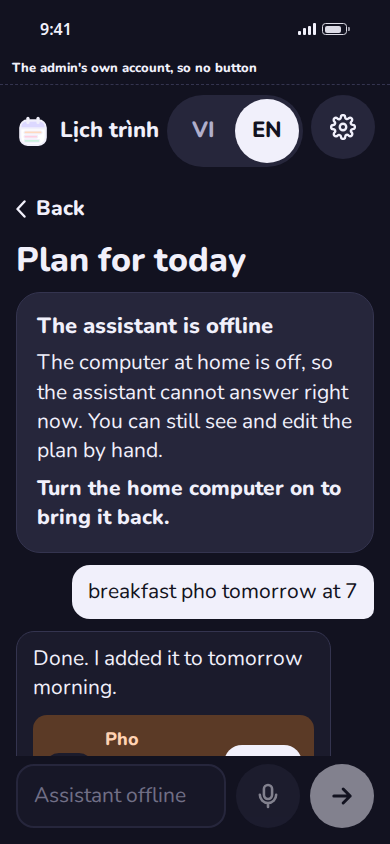 9:41
The admin's own account, so no button
Lịch trình
VI
EN
Back
Plan for today
The assistant is offline
The computer at home is off, so
the assistant cannot answer right
now. You can still see and edit the
plan by hand.
Turn the home computer on to
bring it back.
breakfast pho tomorrow at 7
Done. I added it to tomorrow
morning.
Pho
Assistant offline